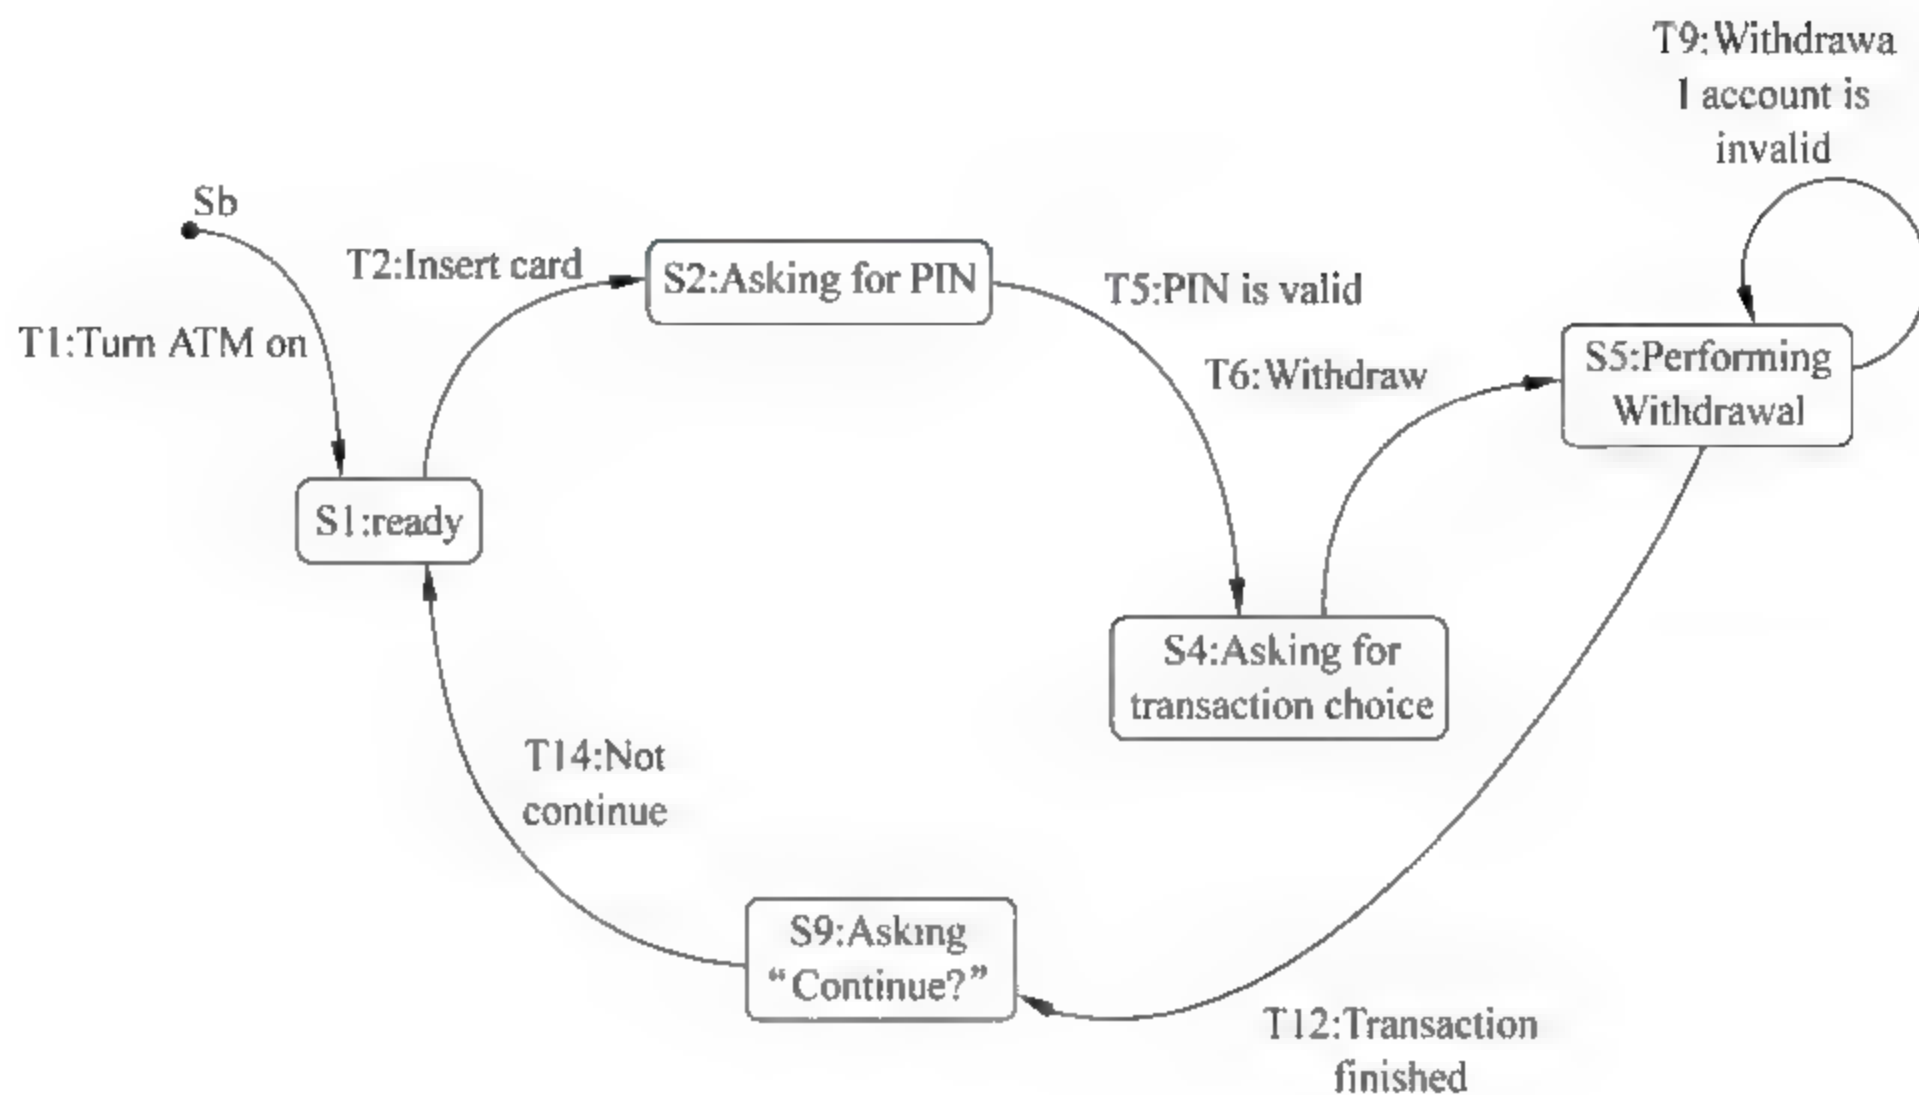 T9:Withdrawa
l account is
invalid
Sb
T2:Insert card
S2:Asking for PIN
T5:PIN is valid
T1:Turn ATM on
T6:Withdraw
S5:Performing
Withdrawal
S1:ready
S4:Asking for
transaction choice
T14:Not
continue
S9:Asking
“Continue?”
T12:Transaction
finished